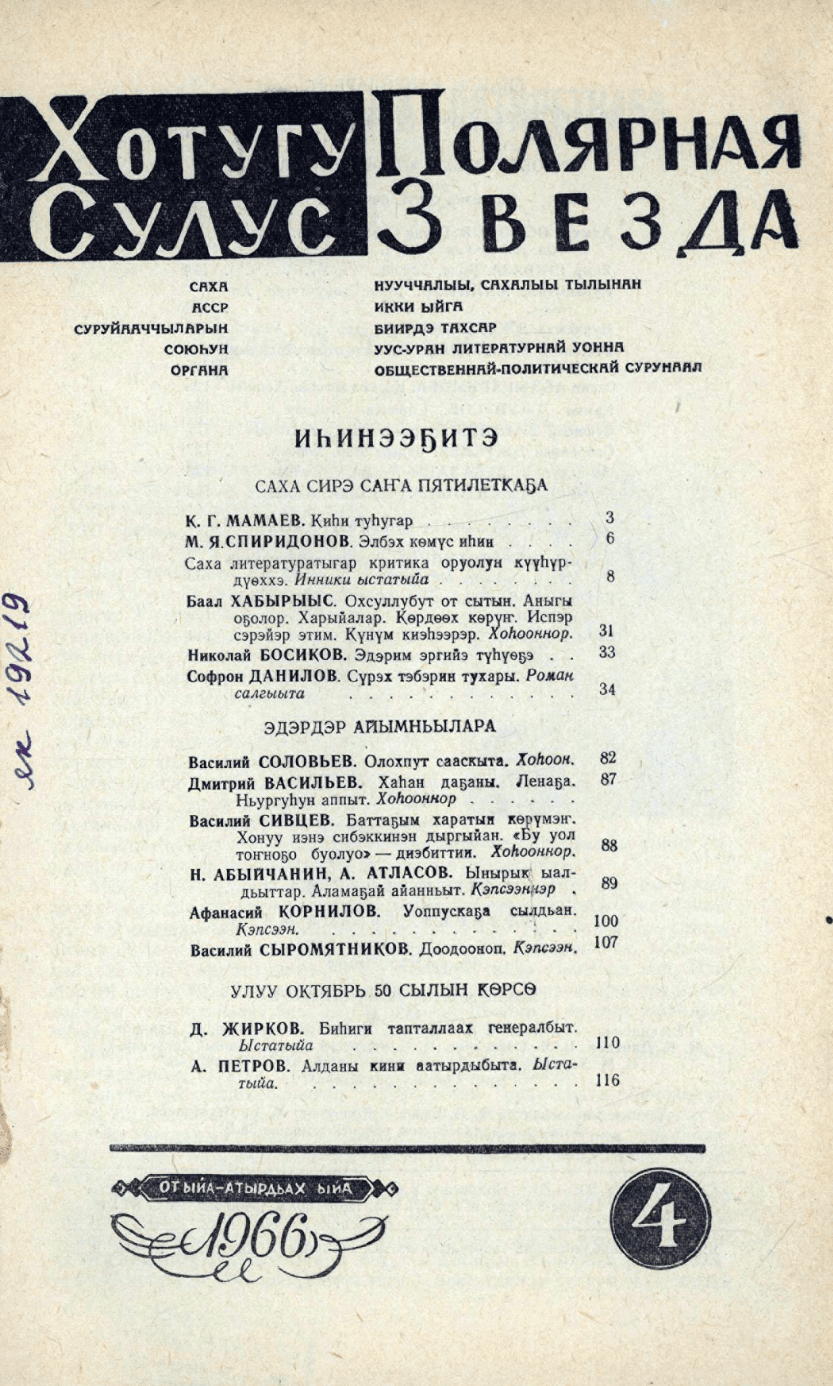 Хотугу Полярная
Сулус Звезда
САХА
АССР
СУРУЙААЧЧЫЛАРЫН
СОЮҺУН
ОРГАНА
НУУЧЧАЛЫЫ, САХАЛЫЫ ТЫЛЫНАН
ИККИ ЫЙГА
БИИРДЭ ТАХСАР
УУС-УРАН ЛИТЕРАТУРНАЙ УОННА
ОБЩЕСТВЕННАЙ-ПОЛИТИЧЕСКАЙ СУРУНААЛ
ИҺИНЭЭҔИТЭ
САХА СИРЭ САҤА ПЯТИЛЕТКАҔА
К. Г. МАМАЕВ. Киһи туһугар . . . . . . . . 3
М. Я. СПИРИДОНОВ. Элбэх көмүс иһин . . . . 6
Саха литературатыгар критика оруолун күүһүр-
дүөххэ. Инники ыстатыйа . . . . . . . . 8
Баал ХАБЫРЫЫС. Охсуллубут от сытын. Аныгы
оҕолор. Харыйалар. Көрдөөх көрүҥ. Испэр
сэрэйэр этим. Күнүм киэһээрэр. Хоһооннор. 31
Николай БОСИКОВ. Эдэрим эргийэ түһүөҕэ . . 33
Софрон ДАНИЛОВ. Сүрэх тэбэрин тухары. Роман
салгыыта . . . . . . . . . . . . 34
ЭДЭРДЭР АЙЫМНЬЫЛАРА
Василий СОЛОВЬЕВ. Олохпут сааскыта. Хоһоон. 82
Дмитрий ВАСИЛЬЕВ. Хаһан даҕаны. Ленаҕа. 87
Ньургуһун аппыт. Хоһооннор . . . . . .
Василий СИВЦЕВ. Баттаҕым харатын көрүмэҥ.
Хонуу иэнэ сибэккинэн дыргыйан. «Бу уол
тоҥноҕо буолуо» — диэбиттии. Хоһооннор. 88
Н. АБЫЙЧАНИН, А. АТЛАСОВ. Ынырык ыал-
дьыттар. Аламаҕай айанньыт. Кэпсээннэр . 89
Афанасий КОРНИЛОВ. Уоппускаҕа сылдьан.
Кэпсээн. . . . . . . . . . . . . . 100
Василий СЫРОМЯТНИКОВ. Доодооноп. Кэпсээн. 107
УЛУУ ОКТЯБРЬ 50 СЫЛЫН КӨРСӨ
Д. ЖИРКОВ. Биһиги тапталлаах генералбыт.
Ыстатыйа . . . . . . . . . . . . 110
А. ПЕТРОВ. Алданы кини аатырдыбыта. Ыста-
тыйа. . . . . . . . . . . . . . . 116
ОТ ЫЙА-АТЫРДЬАХ ЫЙА
1966
4
як 19219